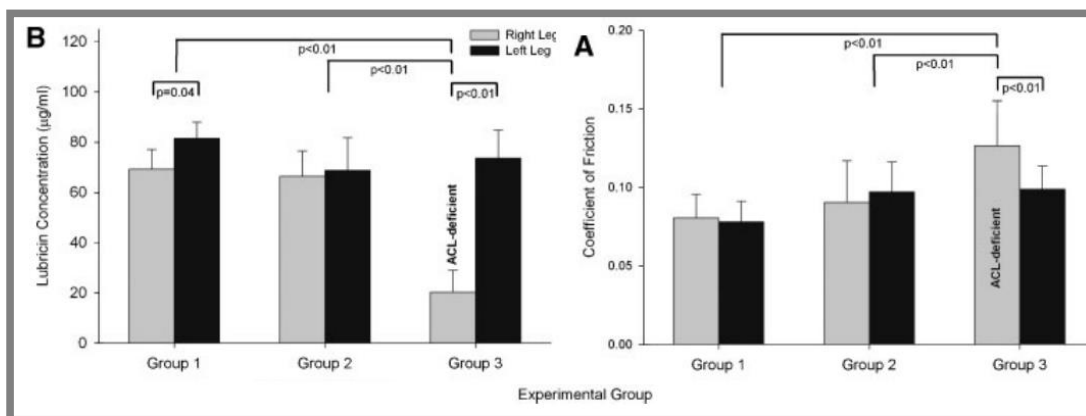 B
120
100
80
60
40
20
0
Lubricin Concentration (µg/ml)
p<0.01
p<0.01
p=0.04
p<0.01
Right Leg
Left Leg
ACL-deficient
Group 1
Group 2
Group 3
A
0.20
0.15
0.10
0.05
0.00
Coefficient of Friction
p<0.01
p<0.01
p<0.01
ACL-deficient
Group 1
Group 2
Group 3
Experimental Group